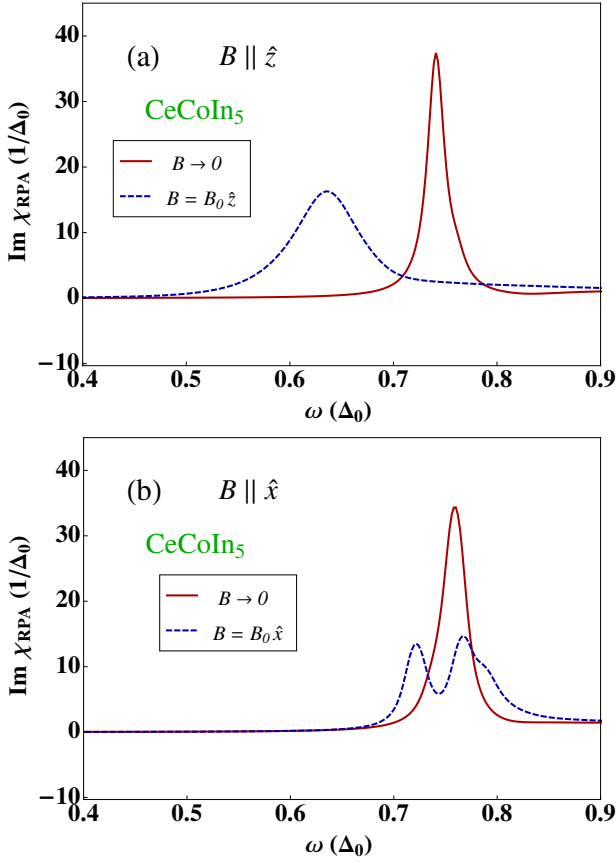 40
30
20
10
0
−10
Im χRPA (1/Δ0)
(a) B || ẑ
CeCoIn5
B → 0
B = B0 ẑ
0.4 0.5 0.6 0.7 0.8 0.9
ω (Δ0)
40
30
20
10
0
−10
Im χRPA (1/Δ0)
(b) B || x̂
CeCoIn5
B → 0
B = B0 x̂
0.4 0.5 0.6 0.7 0.8 0.9
ω (Δ0)